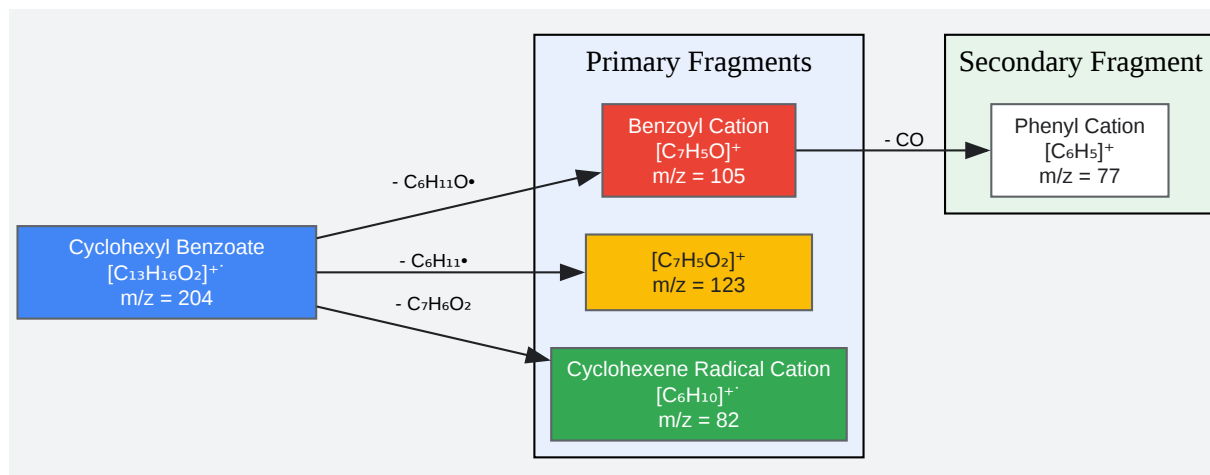 Primary Fragments
Secondary Fragment
Benzoyl Cation
[C₇H₅O]⁺
m/z = 105
- CO
Phenyl Cation
[C₆H₅]⁺
m/z = 77
- C₆H₁₁O•
Cyclohexyl Benzoate
[C₁₃H₁₆O₂]⁺˙
m/z = 204
- C₆H₁₁•
[C₇H₅O₂]⁺
m/z = 123
- C₇H₆O₂
Cyclohexene Radical Cation
[C₆H₁₀]⁺˙
m/z = 82